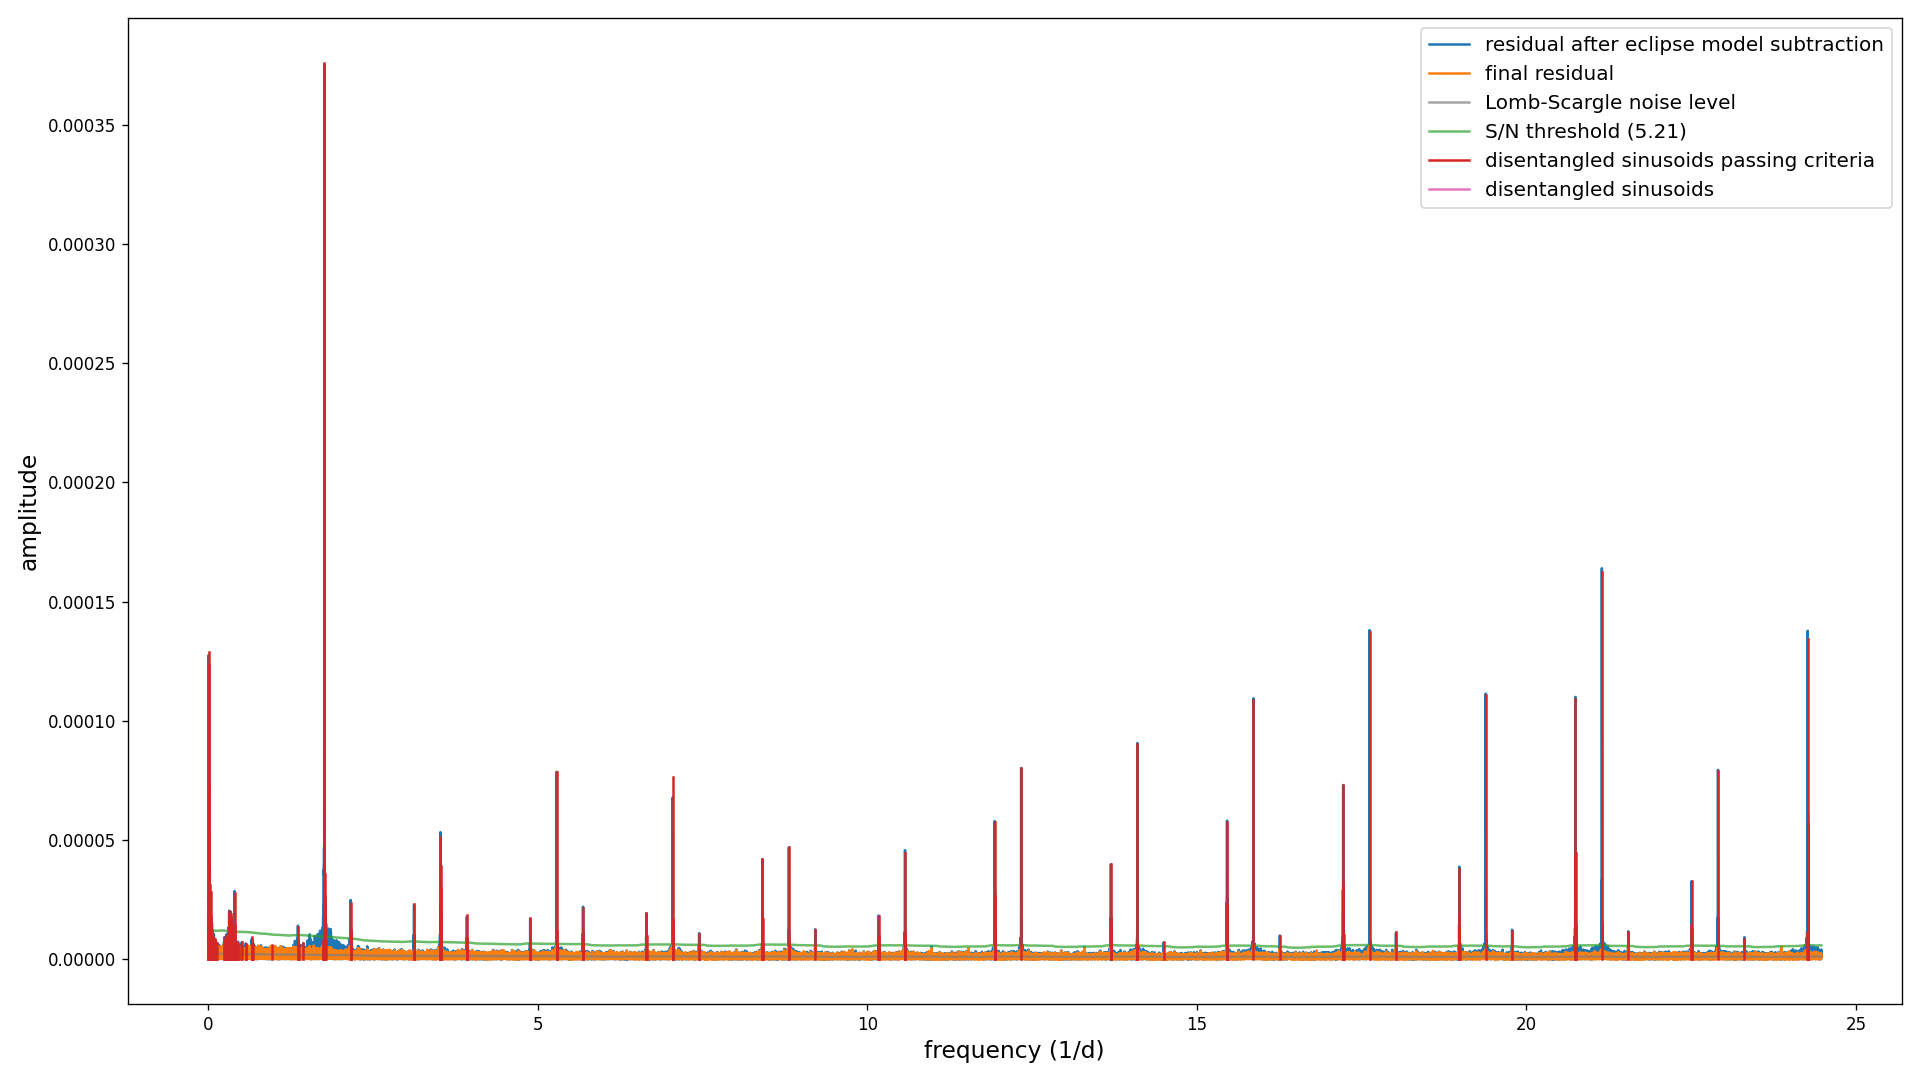 residual after eclipse model subtraction
final residual
Lomb-Scargle noise level
S/N threshold (5.21)
disentangled sinusoids passing criteria
disentangled sinusoids
0.00035
0.00030
0.00025
0.00020
0.00015
0.00010
0.00005
0.00000
amplitude
0 5 10 15 20 25
frequency (1/d)